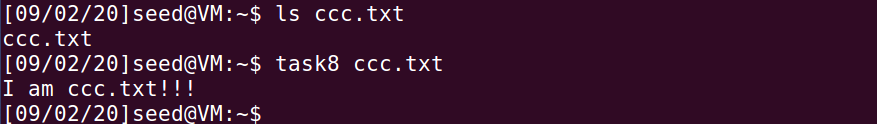 [09/02/20]seed@VM:~$ ls ccc.txt
ccc.txt
[09/02/20]seed@VM:~$ task8 ccc.txt
I am ccc.txt!!!
[09/02/20]seed@VM:~$